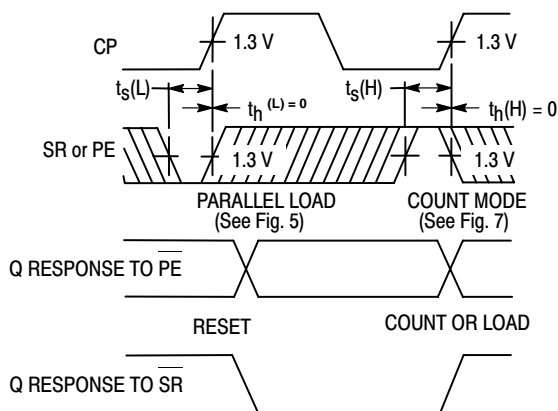 CP
1.3 V
1.3 V
ts(L)
th (L) = 0
ts(H)
th(H) = 0
SR or PE
1.3 V
1.3 V
PARALLEL LOAD
(See Fig. 5)
COUNT MODE
(See Fig. 7)
Q RESPONSE TO PE
RESET
COUNT OR LOAD
Q RESPONSE TO SR